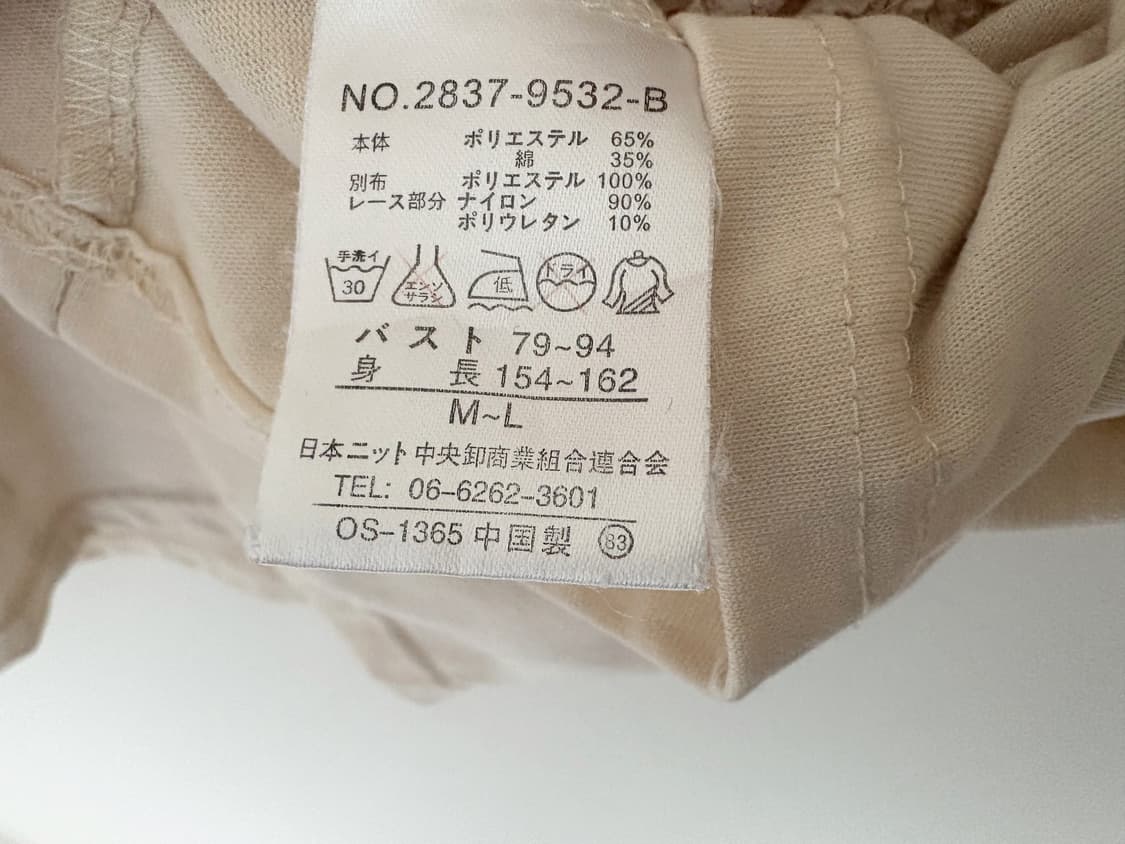 NO.2837-9532-B
本体 ポリエステル 65%
綿 35%
別布 ポリエステル 100%
レース部分 ナイロン 90%
ポリウレタン 10%
手洗イ 30 エンソ サラシ 低 ドライ
バスト 79~94
身長 154~162
M~L
日本ニット中央卸商業組合連合会
TEL: 06-6262-3601
OS-1365 中国製 83